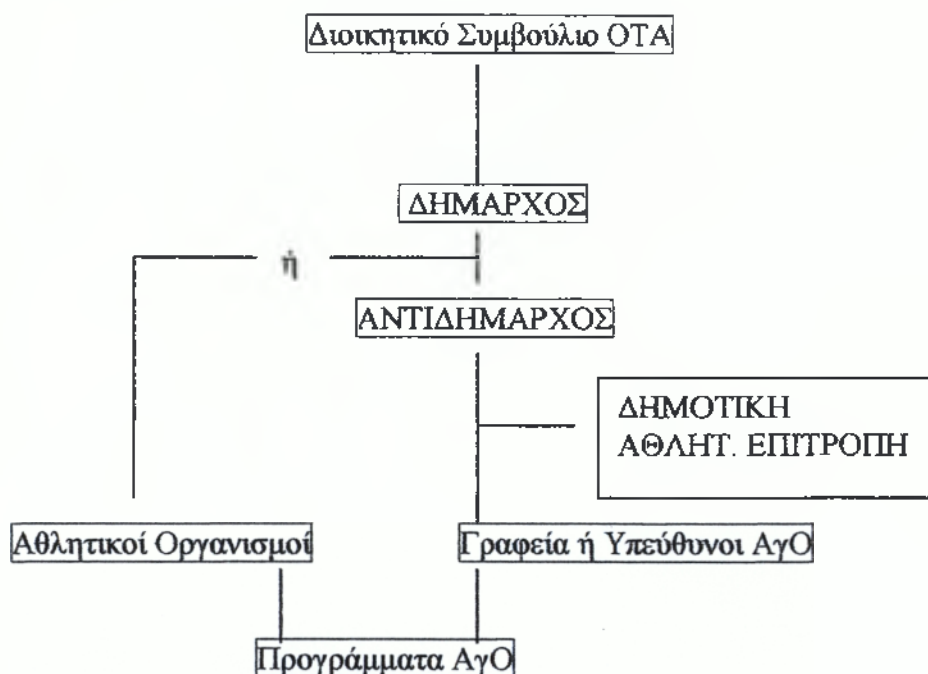 Διοικητικό Συμβούλιο ΟΤΑ
ΔΗΜΑΡΧΟΣ
ή
ΑΝΤΙΔΗΜΑΡΧΟΣ
ΔΗΜΟΤΙΚΗ
ΑΘΛΗΤ. ΕΠΙΤΡΟΠΗ
Αθλητικοί Οργανισμοί
Γραφεία ή Υπεύθυνοι ΑγΟ
Προγράμματα ΑγΟ